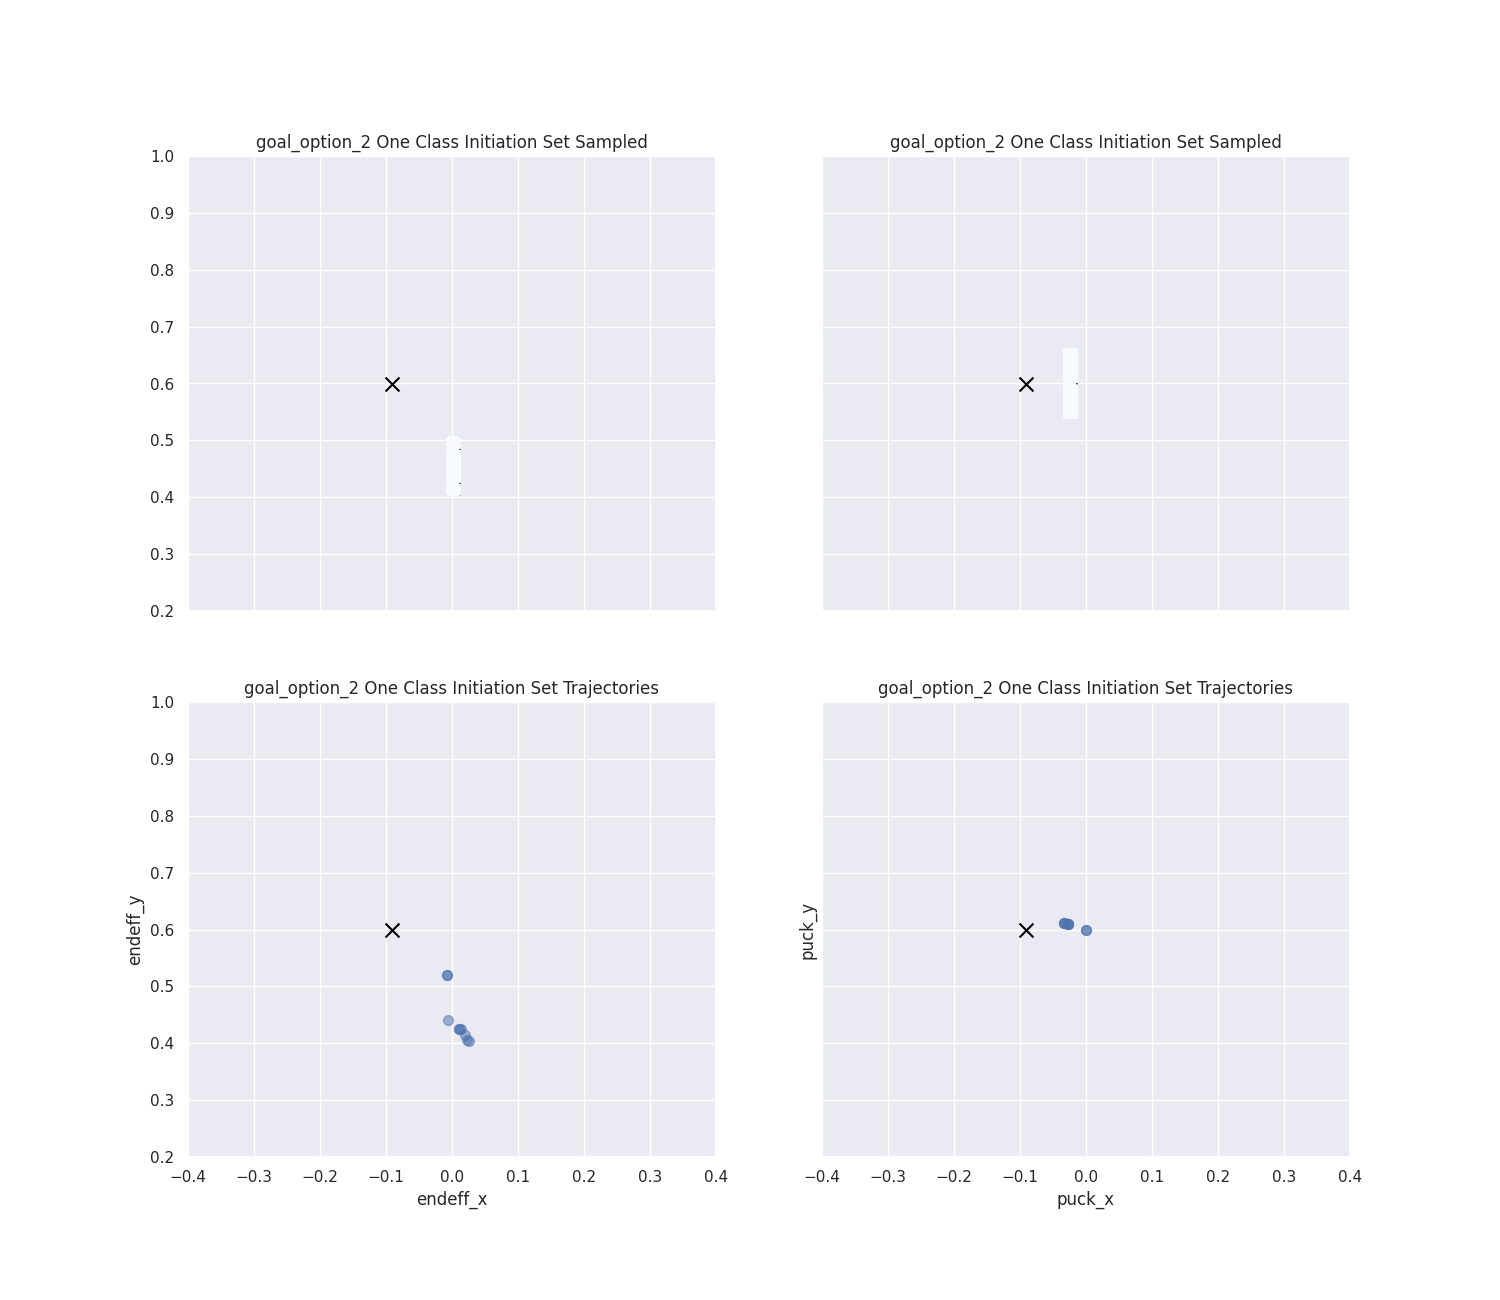 goal_option_2 One Class Initiation Set Sampled
goal_option_2 One Class Initiation Set Sampled
1.0
0.9
0.8
0.7
0.6
0.5
0.4
0.3
0.2
goal_option_2 One Class Initiation Set Trajectories
goal_option_2 One Class Initiation Set Trajectories
1.0
0.9
0.8
0.7
0.6
0.5
0.4
0.3
0.2
endeff_y
puck_y
−0.4 −0.3 −0.2 −0.1 0.0 0.1 0.2 0.3 0.4
−0.4 −0.3 −0.2 −0.1 0.0 0.1 0.2 0.3 0.4
endeff_x
puck_x